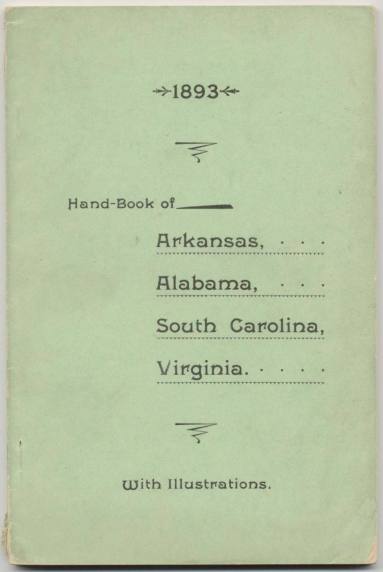 1893
Hand-Book of
Arkansas, . . .
Alabama, . . .
South Carolina,
Virginia. . . . .
With Illustrations.